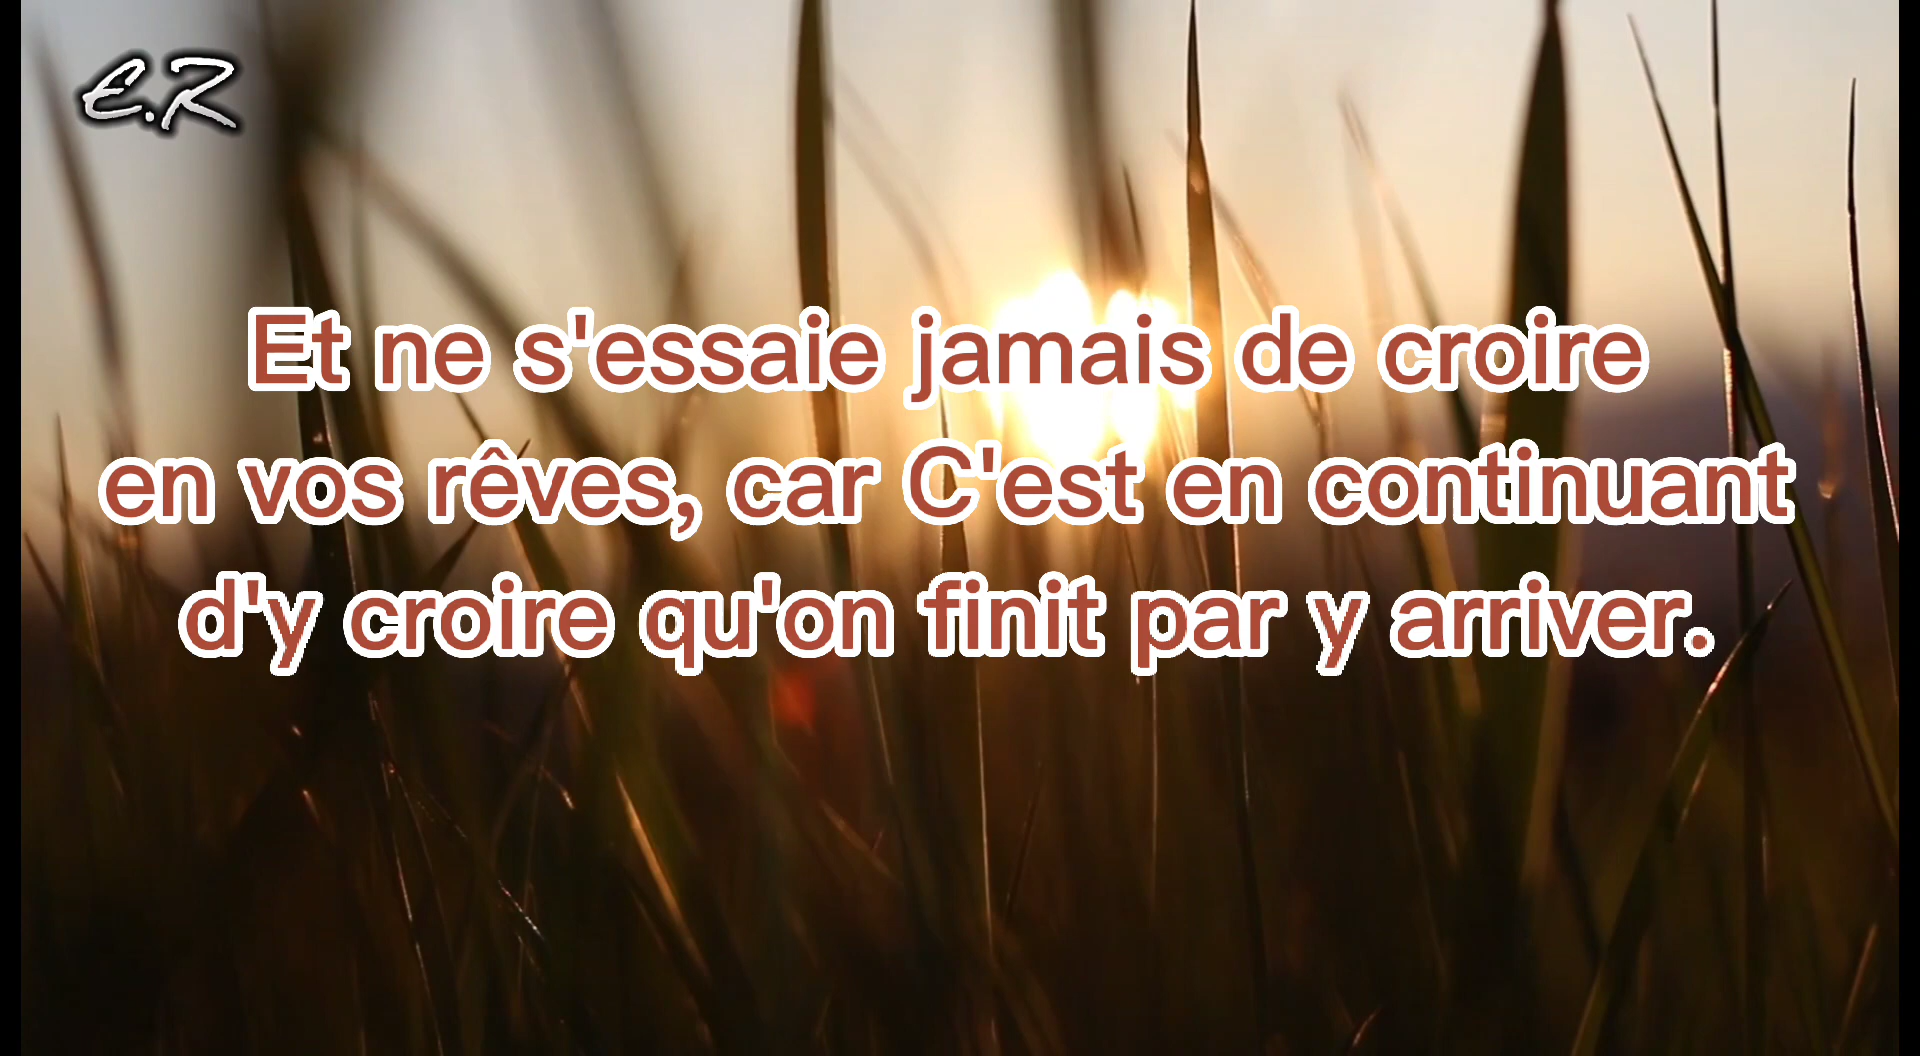 E.R
Et ne s'essaie jamais de croire
en vos rêves, car C'est en continuant
d'y croire qu'on finit par y arriver.